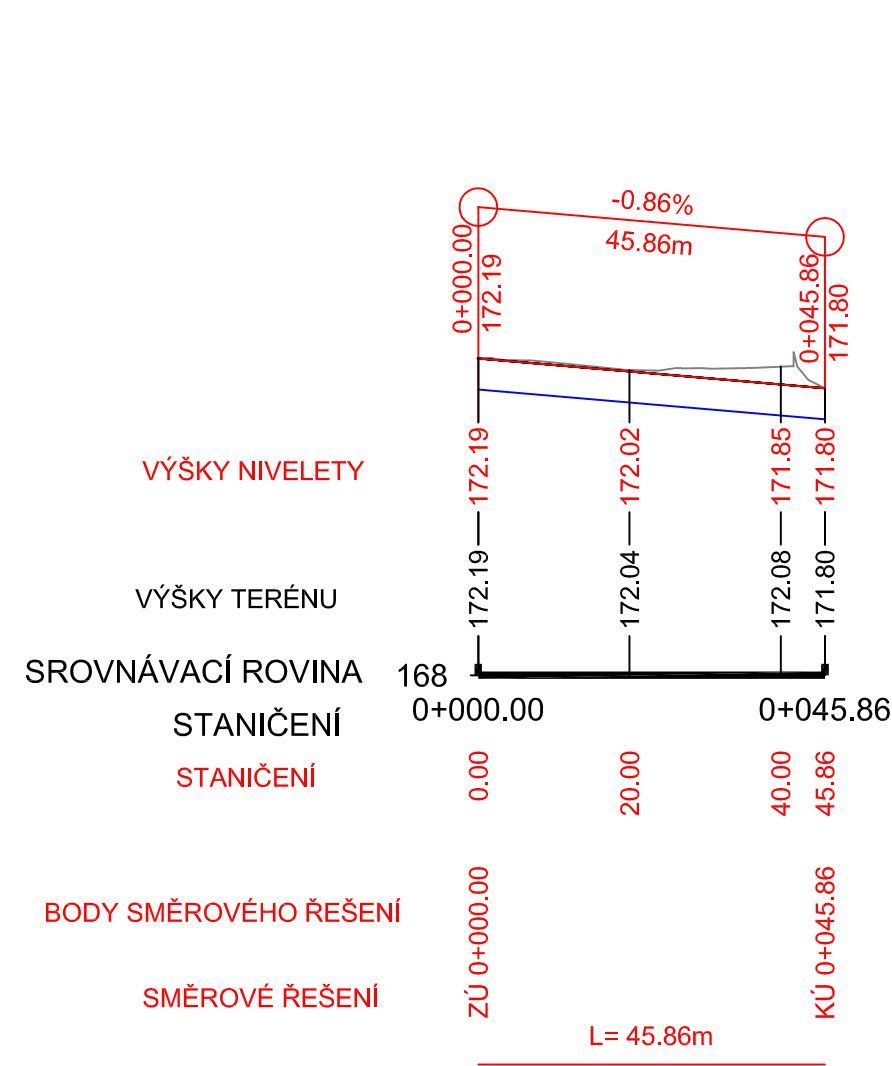 -0.86%
45.86m
0+000.00
172.19
0+045.86
171.80
VÝŠKY NIVELETY
172.19
172.02
171.85
171.80
VÝŠKY TERÉNU
172.19
172.04
172.08
171.80
SROVNÁVACÍ ROVINA 168
0+000.00
0+045.86
STANIČENÍ
STANIČENÍ
0.00
20.00
40.00
45.86
BODY SMĚROVÉHO ŘEŠENÍ
ZÚ 0+000.00
KÚ 0+045.86
SMĚROVÉ ŘEŠENÍ
L= 45.86m